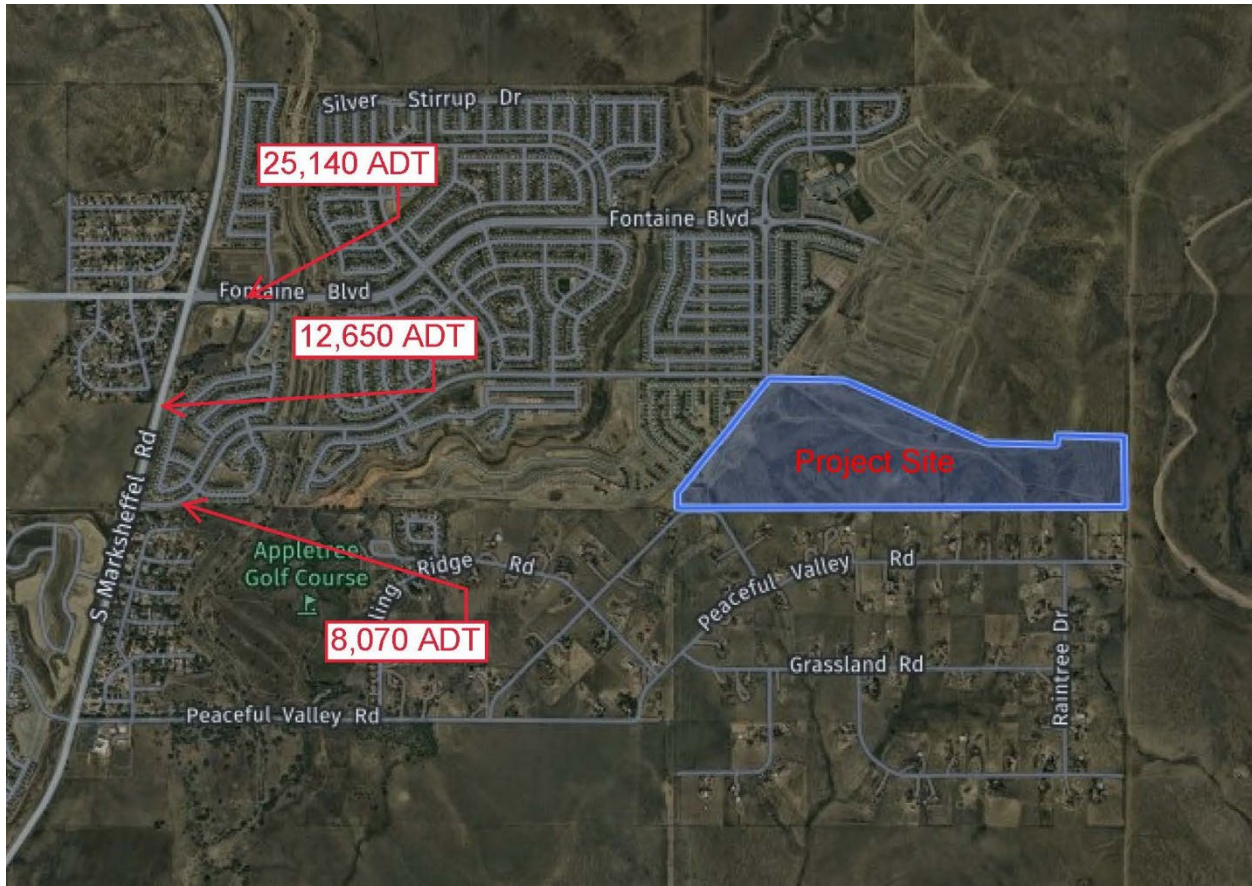 Silver Stirrup Dr
25,140 ADT
Fontaine Blvd
Fontaine Blvd
12,650 ADT
S Marksheffel Rd
Project Site
Appletree
Golf Course
ling Ridge Rd
Peaceful Valley Rd
8,070 ADT
Grassland Rd
Raintree Dr
Peaceful Valley Rd